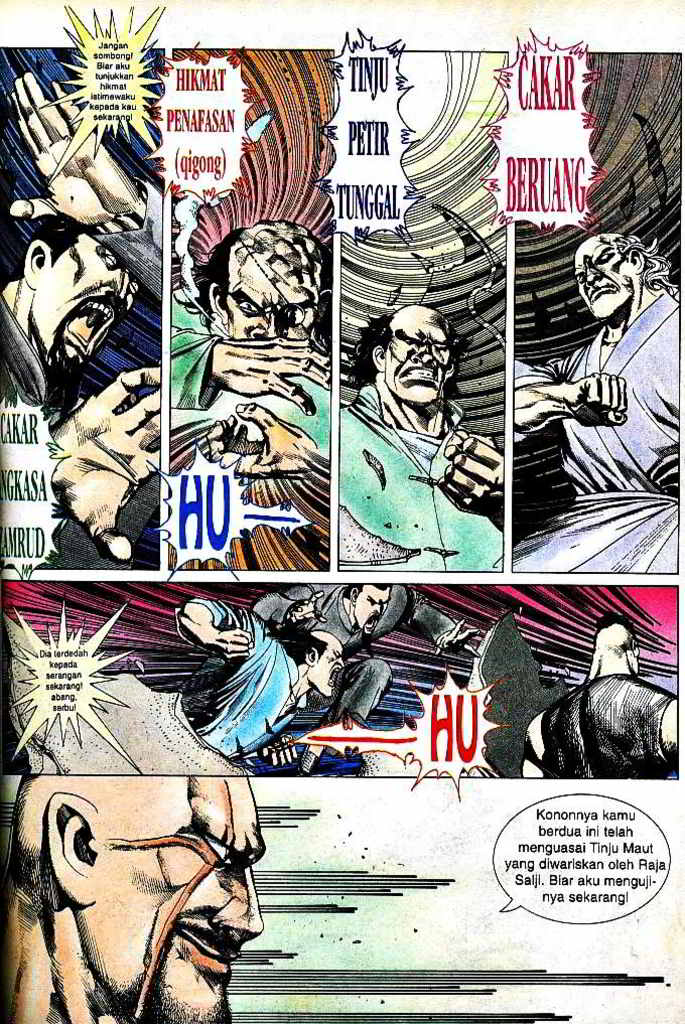 Jangan
sombong!
Biar aku
tunjukkan
hikmat
istimewaku
kepada kau
sekarang!
CAKAR
NGKASA
ZAMRUD
HIKMAT
PENAFASAN
(qigong)
HU
TINJU
PETIR
TUNGGAL
CAKAR
BERUANG
Dia terdedah
kepada
serangan
sekarang!
abang,
serbu!
HU
Kononnya kamu
berdua ini telah
menguasai Tinju Maut
yang diwariskan oleh Raja
Salji. Biar aku menguji-
nya sekarang!